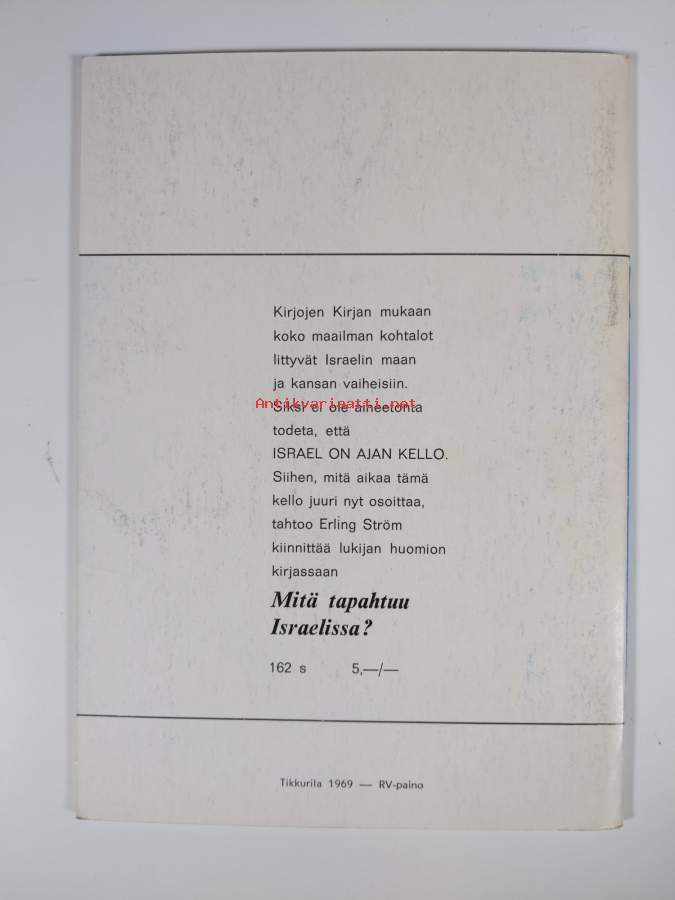 Kirjojen Kirjan mukaan
koko maailman kohtalot
littyvät Israelin maan
ja kansan vaiheisiin.
Antikvariaatti.net
Siksi ei ole aiheetonta
todeta, että
ISRAEL ON AJAN KELLO.
Siihen, mitä aikaa tämä
kello juuri nyt osoittaa,
tahtoo Erling Ström
kiinnittää lukijan huomion
kirjassaan
Mitä tapahtuu
Israelissa?
162 s 5,—/—
Tikkurila 1969 — RV-paino